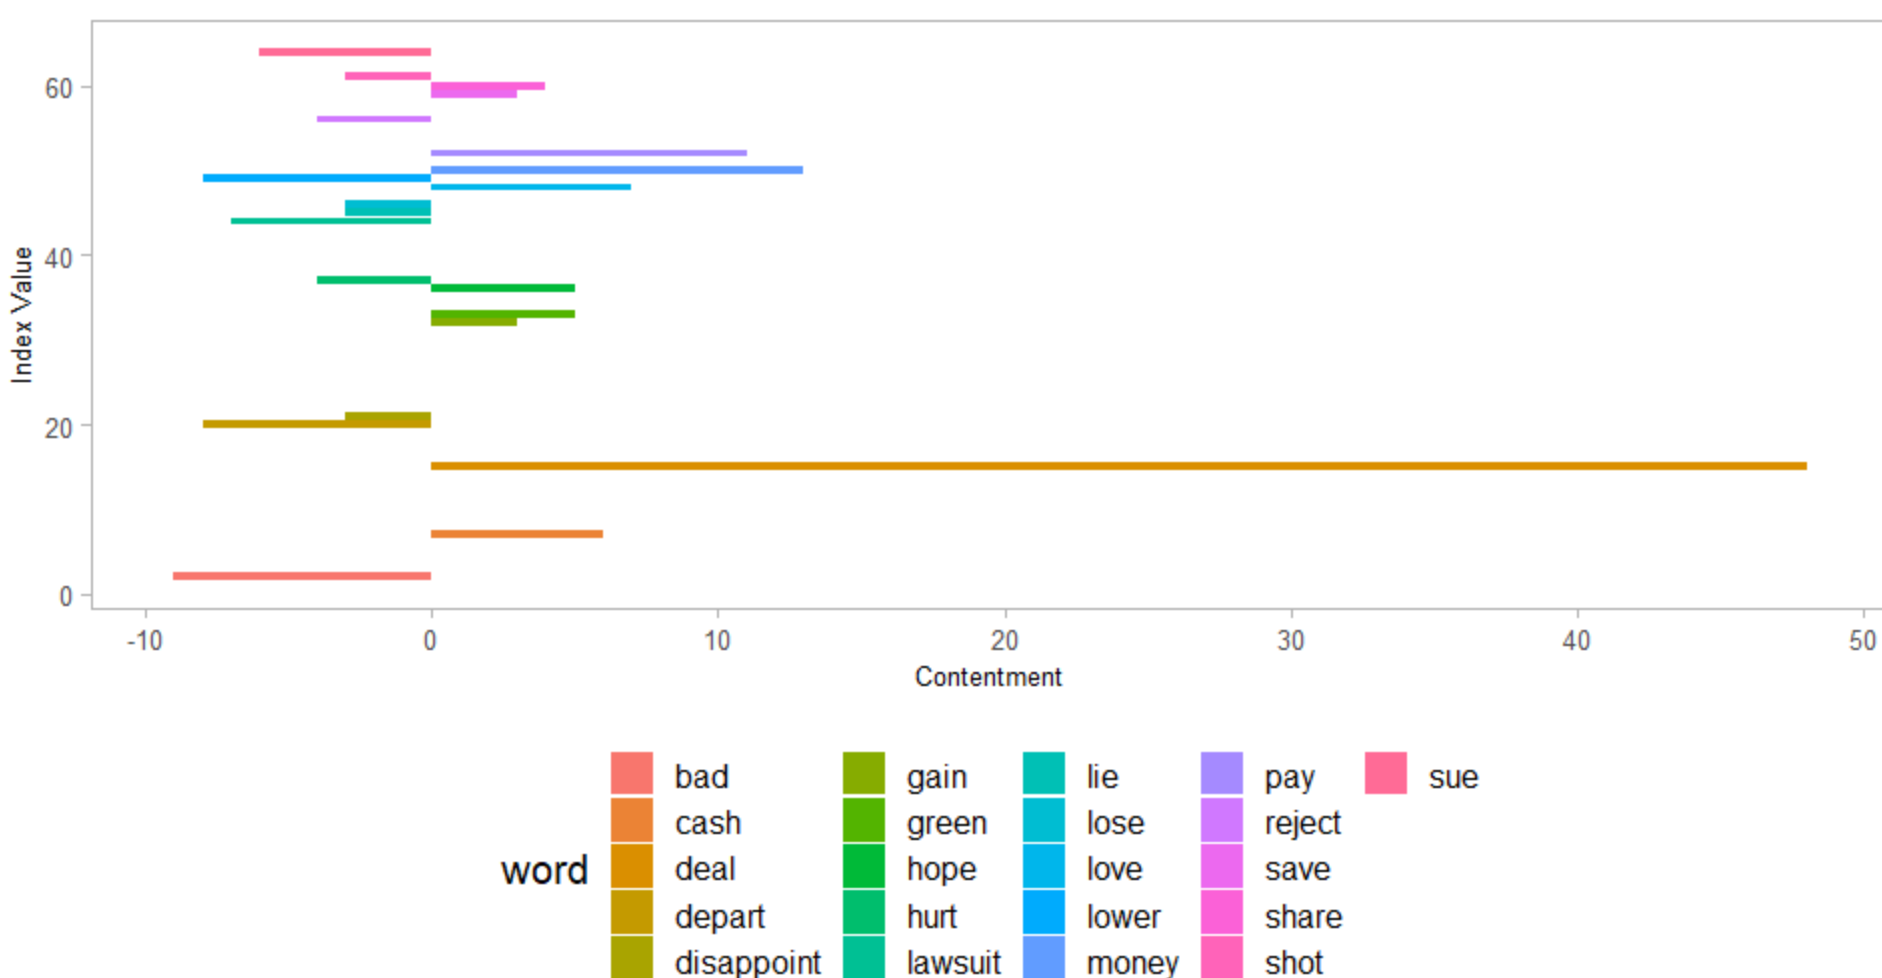 60
40
20
0
Index Value
-10 0 10 20 30 40 50
Contentment
word
bad gain lie pay sue
cash green lose reject
deal hope love save
depart hurt lower share
disappoint lawsuit money shot